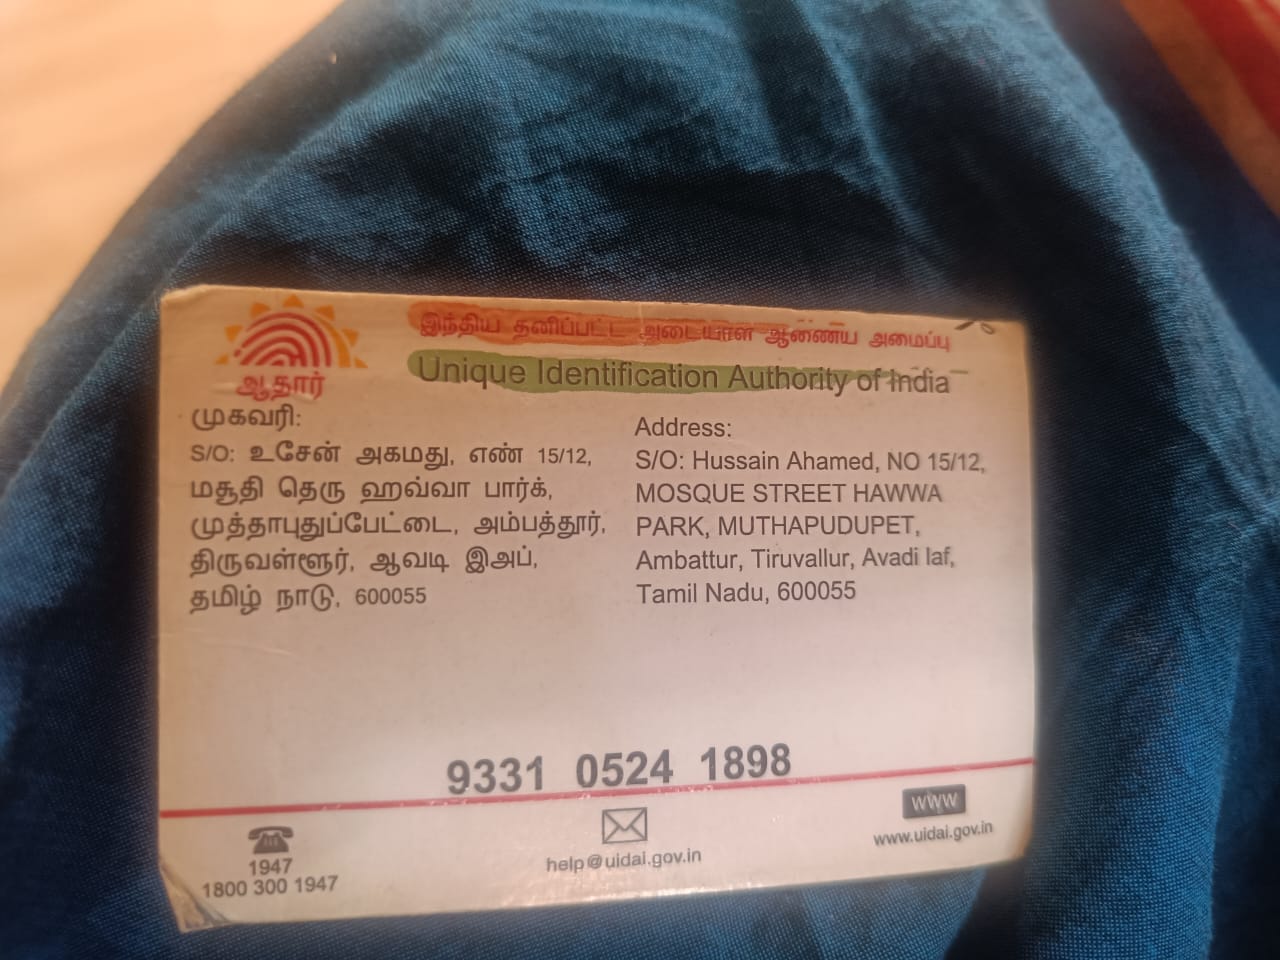 ஆதார்
இந்திய தனிப்பட்ட அடையாள ஆணைய அமைப்பு
Unique Identification Authority of India
முகவரி:
S/O: உசேன் அகமது, எண் 15/12,
மசூதி தெரு ஹவ்வா பார்க்,
முத்தாபுதுப்பேட்டை, அம்பத்தூர்,
திருவள்ளூர், ஆவடி இஅப்,
தமிழ் நாடு, 600055
Address:
S/O: Hussain Ahamed, NO 15/12,
MOSQUE STREET HAWWA
PARK, MUTHAPUDUPET,
Ambattur, Tiruvallur, Avadi Iaf,
Tamil Nadu, 600055
9331 0524 1898
1947
1800 300 1947
help@uidai.gov.in
WWW
www.uidai.gov.in